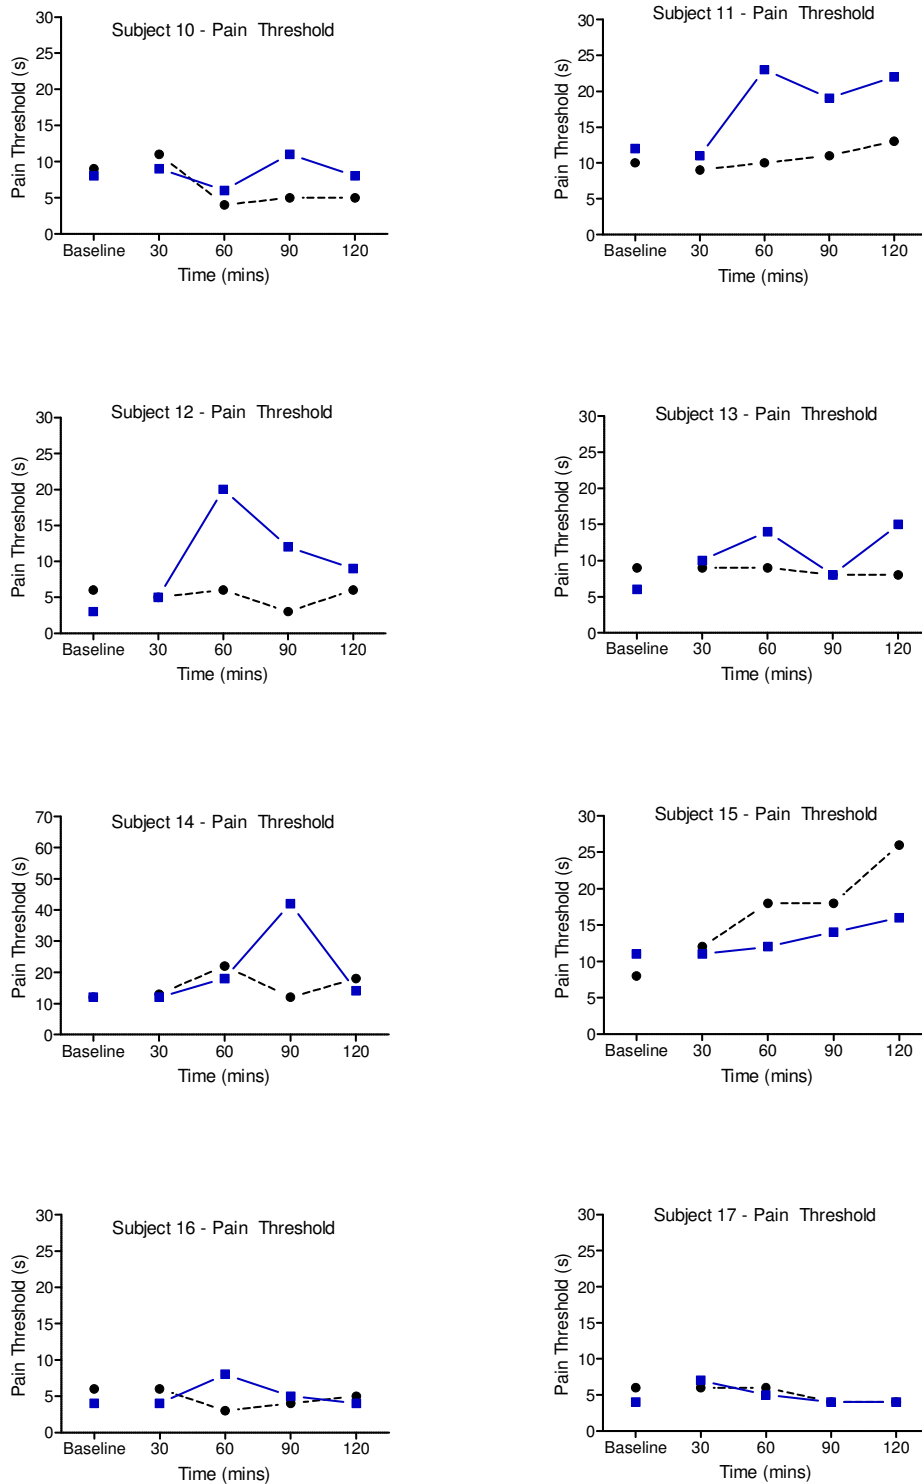 Subject 10 - Pain Threshold
Pain Threshold (s)
30
25
20
15
10
5
0
Baseline 30 60 90 120
Time (mins)
Subject 11 - Pain Threshold
Pain Threshold (s)
30
25
20
15
10
5
0
Baseline 30 60 90 120
Time (mins)
Subject 12 - Pain Threshold
Pain Threshold (s)
30
25
20
15
10
5
0
Baseline 30 60 90 120
Time (mins)
Subject 13 - Pain Threshold
Pain Threshold (s)
30
25
20
15
10
5
0
Baseline 30 60 90 120
Time (mins)
Subject 14 - Pain Threshold
Pain Threshold (s)
70
60
50
40
30
20
10
0
Baseline 30 60 90 120
Time (mins)
Subject 15 - Pain Threshold
Pain Threshold (s)
30
25
20
15
10
5
0
Baseline 30 60 90 120
Time (mins)
Subject 16 - Pain Threshold
Pain Threshold (s)
30
25
20
15
10
5
0
Baseline 30 60 90 120
Time (mins)
Subject 17 - Pain Threshold
Pain Threshold (s)
30
25
20
15
10
5
0
Baseline 30 60 90 120
Time (mins)